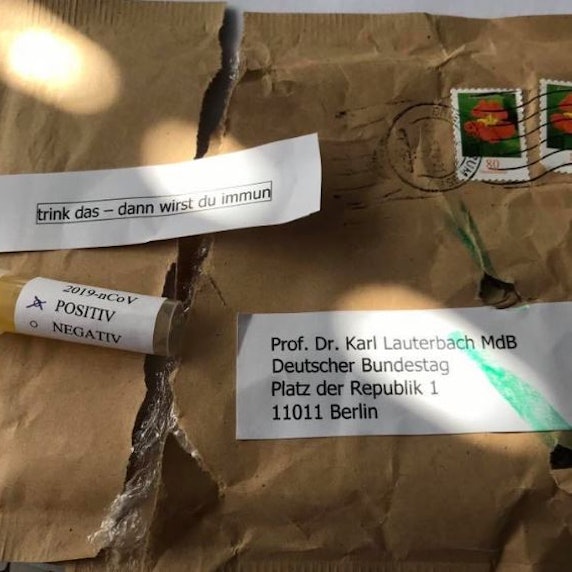 80
trink das – dann wirst du immun
2019-nCoV
POSITIV
NEGATIV
Prof. Dr. Karl Lauterbach MdB
Deutscher Bundestag
Platz der Republik 1
11011 Berlin